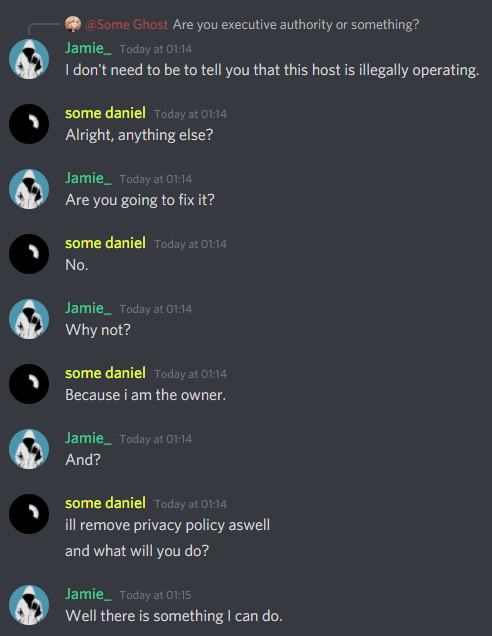 @Some Ghost Are you executive authority or something?
Jamie_ Today at 01:14
I don't need to be to tell you that this host is illegally operating.
some daniel Today at 01:14
Alright, anything else?
Jamie_ Today at 01:14
Are you going to fix it?
some daniel Today at 01:14
No.
Jamie_ Today at 01:14
Why not?
some daniel Today at 01:14
Because i am the owner.
Jamie_ Today at 01:14
And?
some daniel Today at 01:14
ill remove privacy policy aswell
and what will you do?
Jamie_ Today at 01:15
Well there is something I can do.